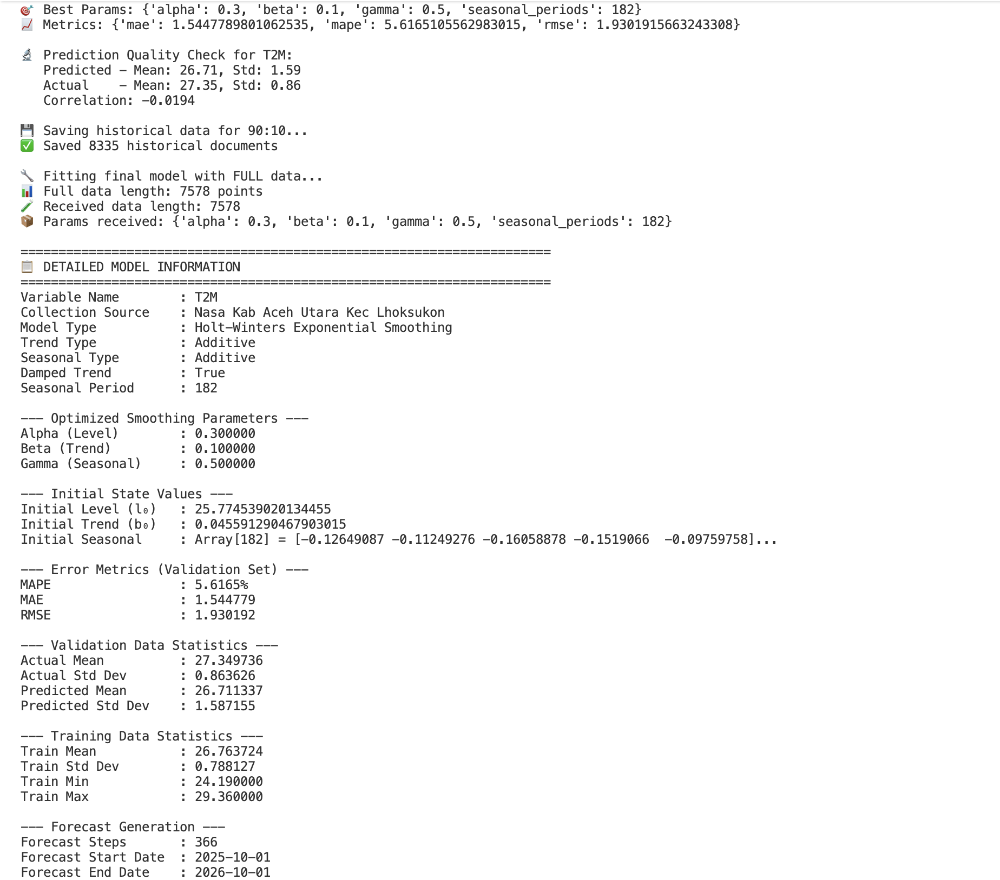 🎯 Best Params: {'alpha': 0.3, 'beta': 0.1, 'gamma': 0.5, 'seasonal_periods': 182}
📈 Metrics: {'mae': 1.5447789801062535, 'mape': 5.6165105562983015, 'rmse': 1.9301915663243308}
🔬 Prediction Quality Check for T2M:
Predicted - Mean: 26.71, Std: 1.59
Actual    - Mean: 27.35, Std: 0.86
Correlation: -0.0194
💾 Saving historical data for 90:10...
✅ Saved 8335 historical documents
🔧 Fitting final model with FULL data...
📊 Full data length: 7578 points
🧪 Received data length: 7578
📦 Params received: {'alpha': 0.3, 'beta': 0.1, 'gamma': 0.5, 'seasonal_periods': 182}
======================================================================
📋 DETAILED MODEL INFORMATION
======================================================================
Variable Name        : T2M
Collection Source    : Nasa Kab Aceh Utara Kec Lhoksukon
Model Type           : Holt-Winters Exponential Smoothing
Trend Type           : Additive
Seasonal Type        : Additive
Damped Trend         : True
Seasonal Period      : 182
--- Optimized Smoothing Parameters ---
Alpha (Level)        : 0.300000
Beta (Trend)         : 0.100000
Gamma (Seasonal)     : 0.500000
--- Initial State Values ---
Initial Level (l₀)   : 25.774539020134455
Initial Trend (b₀)   : 0.045591290467903015
Initial Seasonal     : Array[182] = [-0.12649087 -0.11249276 -0.16058878 -0.1519066  -0.09759758]...
--- Error Metrics (Validation Set) ---
MAPE                 : 5.6165%
MAE                  : 1.544779
RMSE                 : 1.930192
--- Validation Data Statistics ---
Actual Mean          : 27.349736
Actual Std Dev       : 0.863626
Predicted Mean       : 26.711337
Predicted Std Dev    : 1.587155
--- Training Data Statistics ---
Train Mean           : 26.763724
Train Std Dev        : 0.788127
Train Min            : 24.190000
Train Max            : 29.360000
--- Forecast Generation ---
Forecast Steps       : 366
Forecast Start Date  : 2025-10-01
Forecast End Date    : 2026-10-01